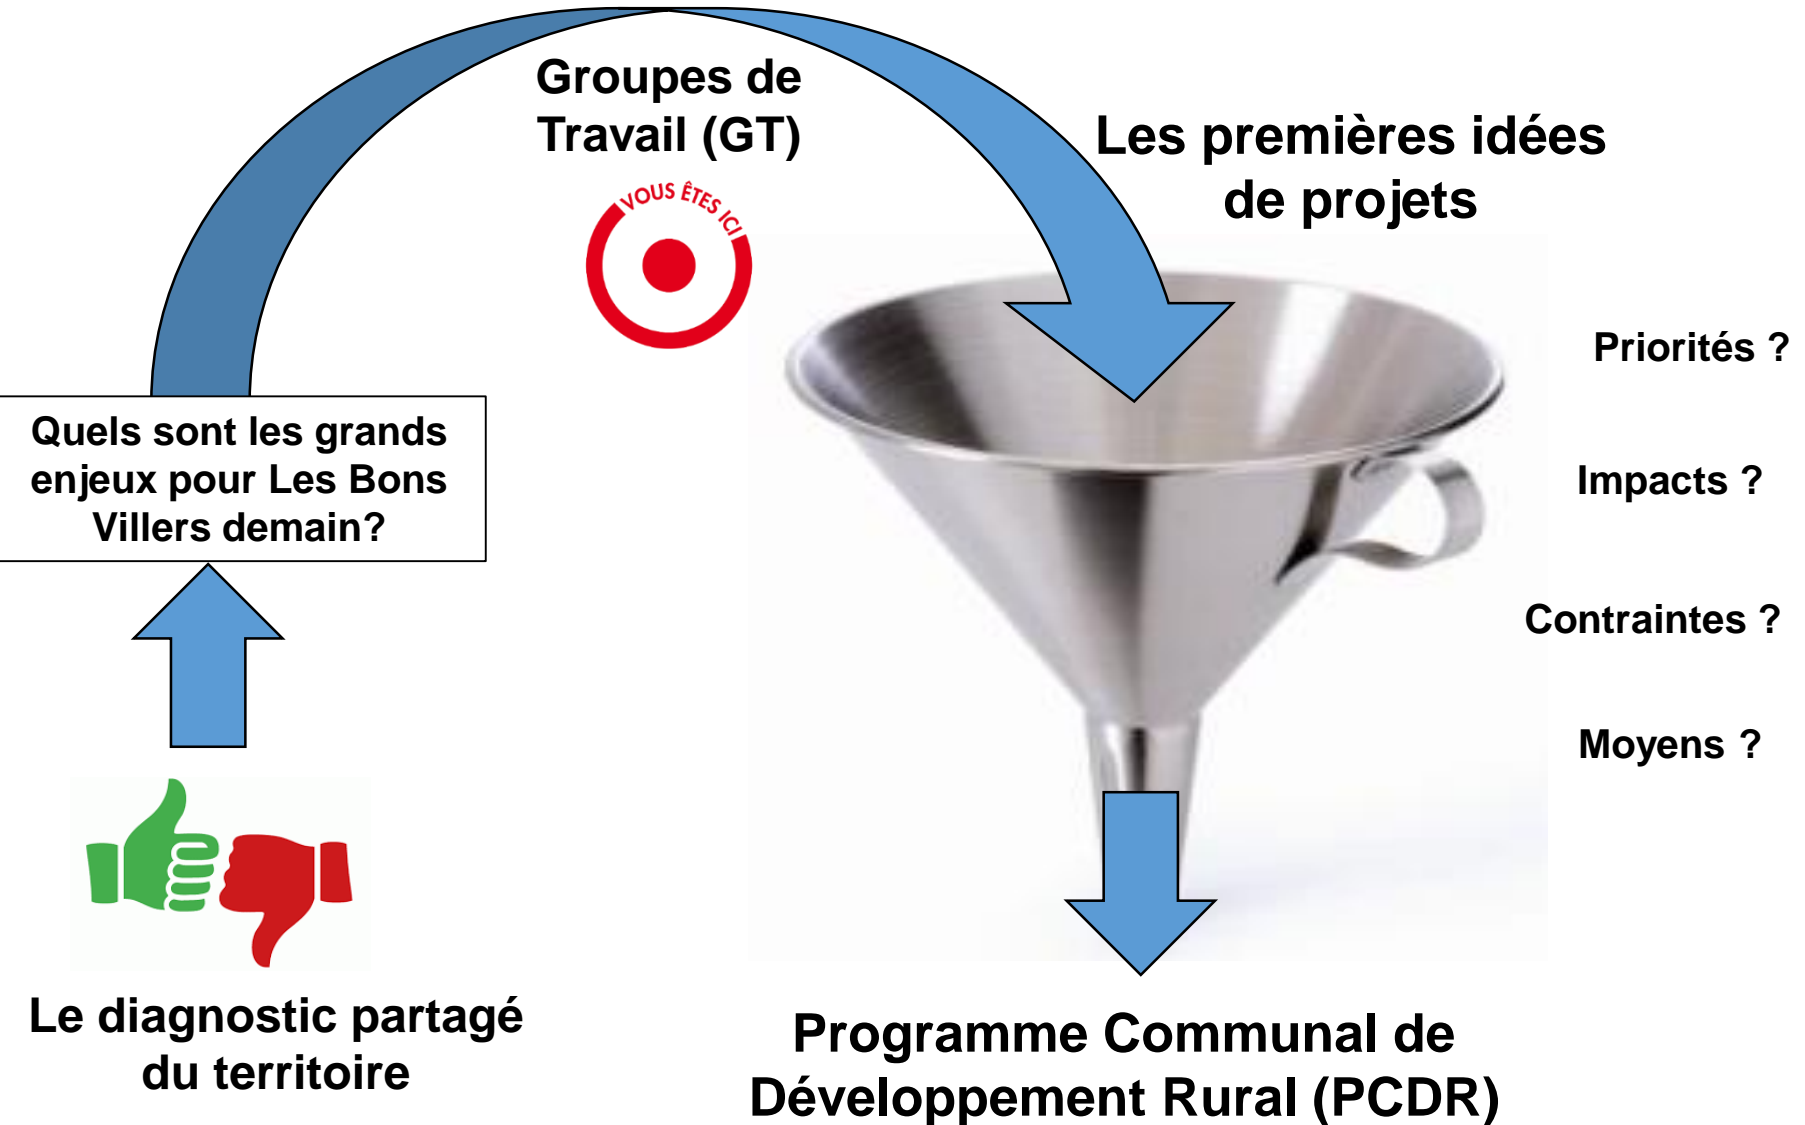 Groupes de
Travail (GT)
VOUS ÊTES ICI
Les premières idées
de projets
Priorités ?
Quels sont les grands
enjeux pour Les Bons
Villers demain?
Impacts ?
Contraintes ?
Moyens ?
Le diagnostic partagé
du territoire
Programme Communal de
Développement Rural (PCDR)